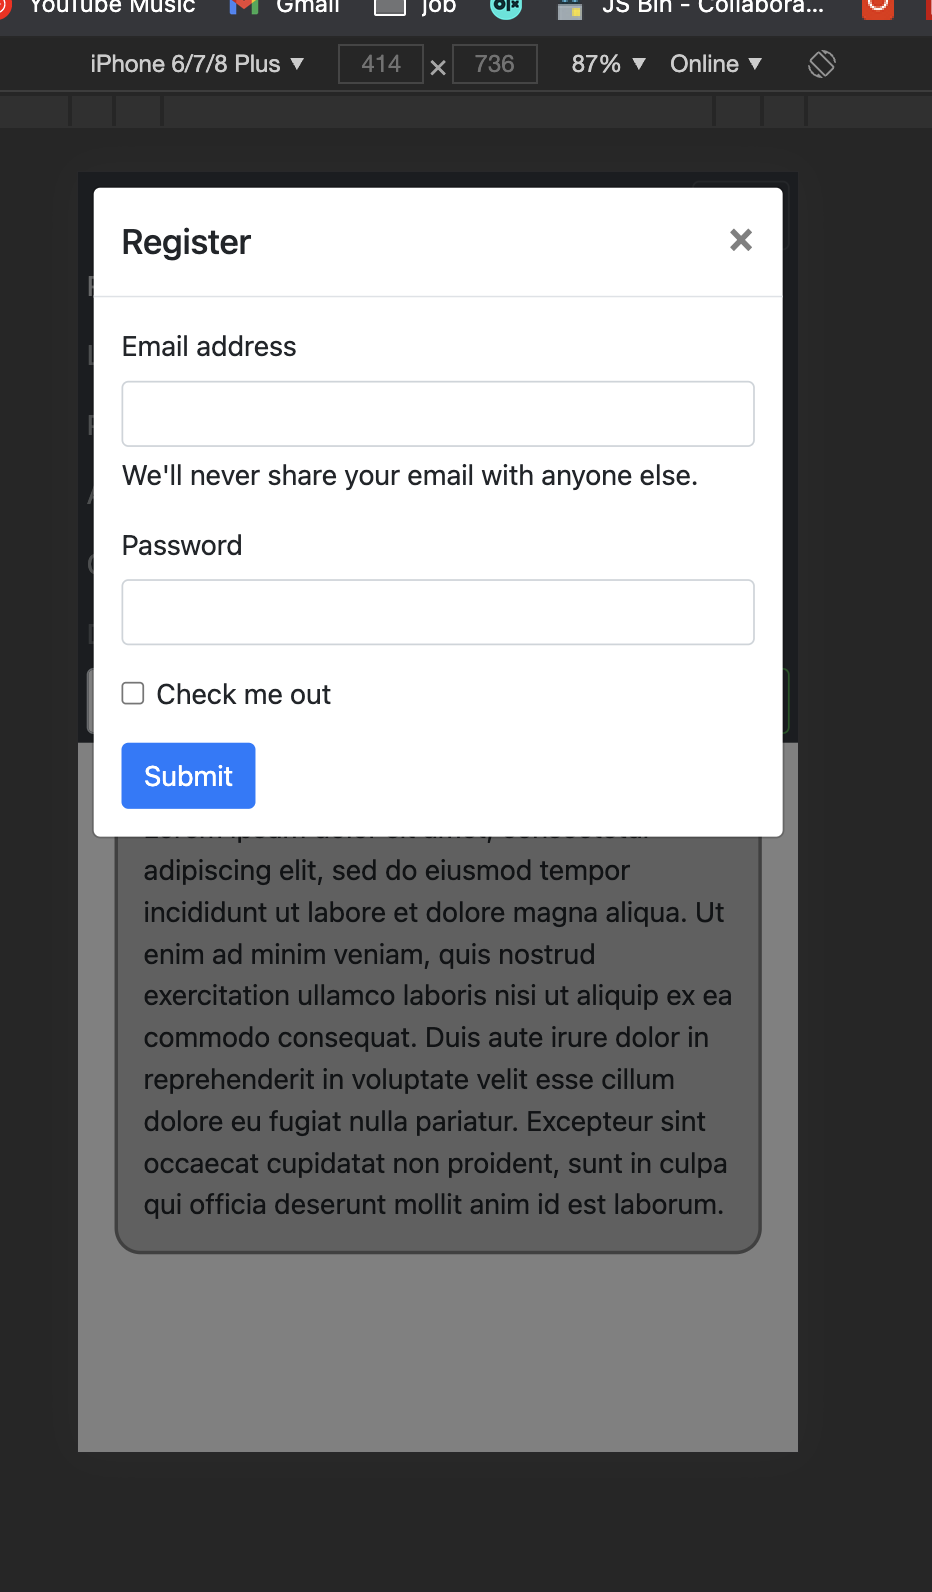 YouTube Music Gmail job JS Bin - Collabora...
iPhone 6/7/8 Plus ▼ 414 × 736 87% ▼ Online ▼
Register ×
Email address
We'll never share your email with anyone else.
Password
Check me out
Submit
adipiscing elit, sed do eiusmod tempor
incididunt ut labore et dolore magna aliqua. Ut
enim ad minim veniam, quis nostrud
exercitation ullamco laboris nisi ut aliquip ex ea
commodo consequat. Duis aute irure dolor in
reprehenderit in voluptate velit esse cillum
dolore eu fugiat nulla pariatur. Excepteur sint
occaecat cupidatat non proident, sunt in culpa
qui officia deserunt mollit anim id est laborum.